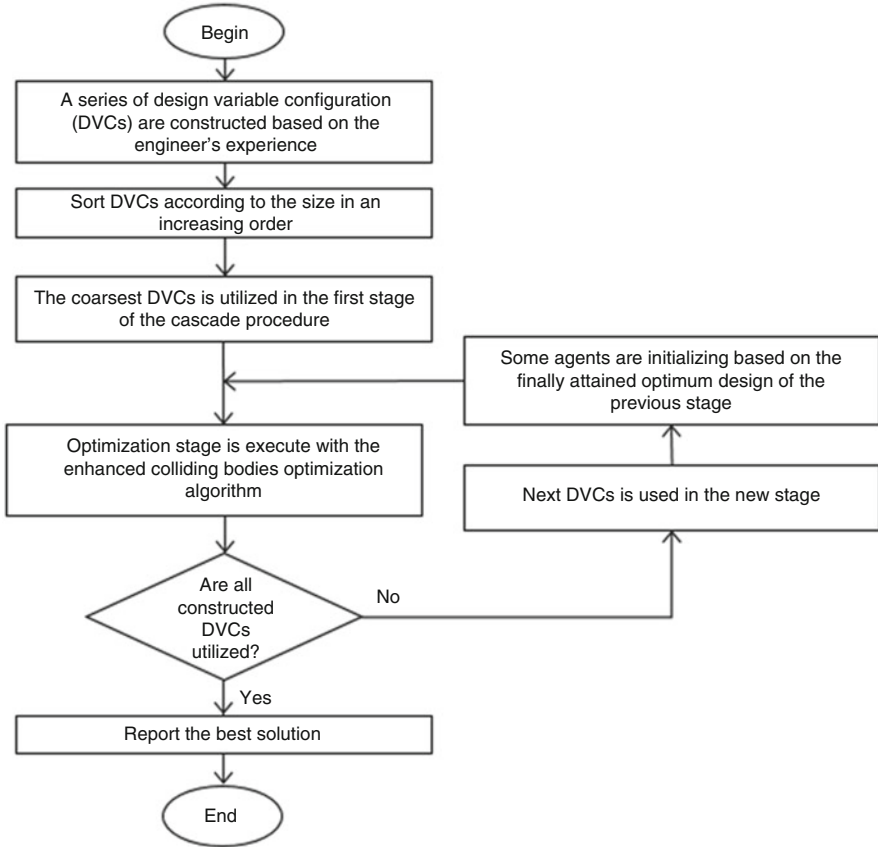 Begin
A series of design variable configuration
(DVCs) are constructed based on the
engineer's experience
Sort DVCs according to the size in an
increasing order
The coarsest DVCs is utilized in the first stage
of the cascade procedure
Some agents are initializing based on the
finally attained optimum design of the
previous stage
Optimization stage is execute with the
enhanced colliding bodies optimization
algorithm
Next DVCs is used in the new stage
Are all
constructed
DVCs
utilized?
No
Yes
Report the best solution
End